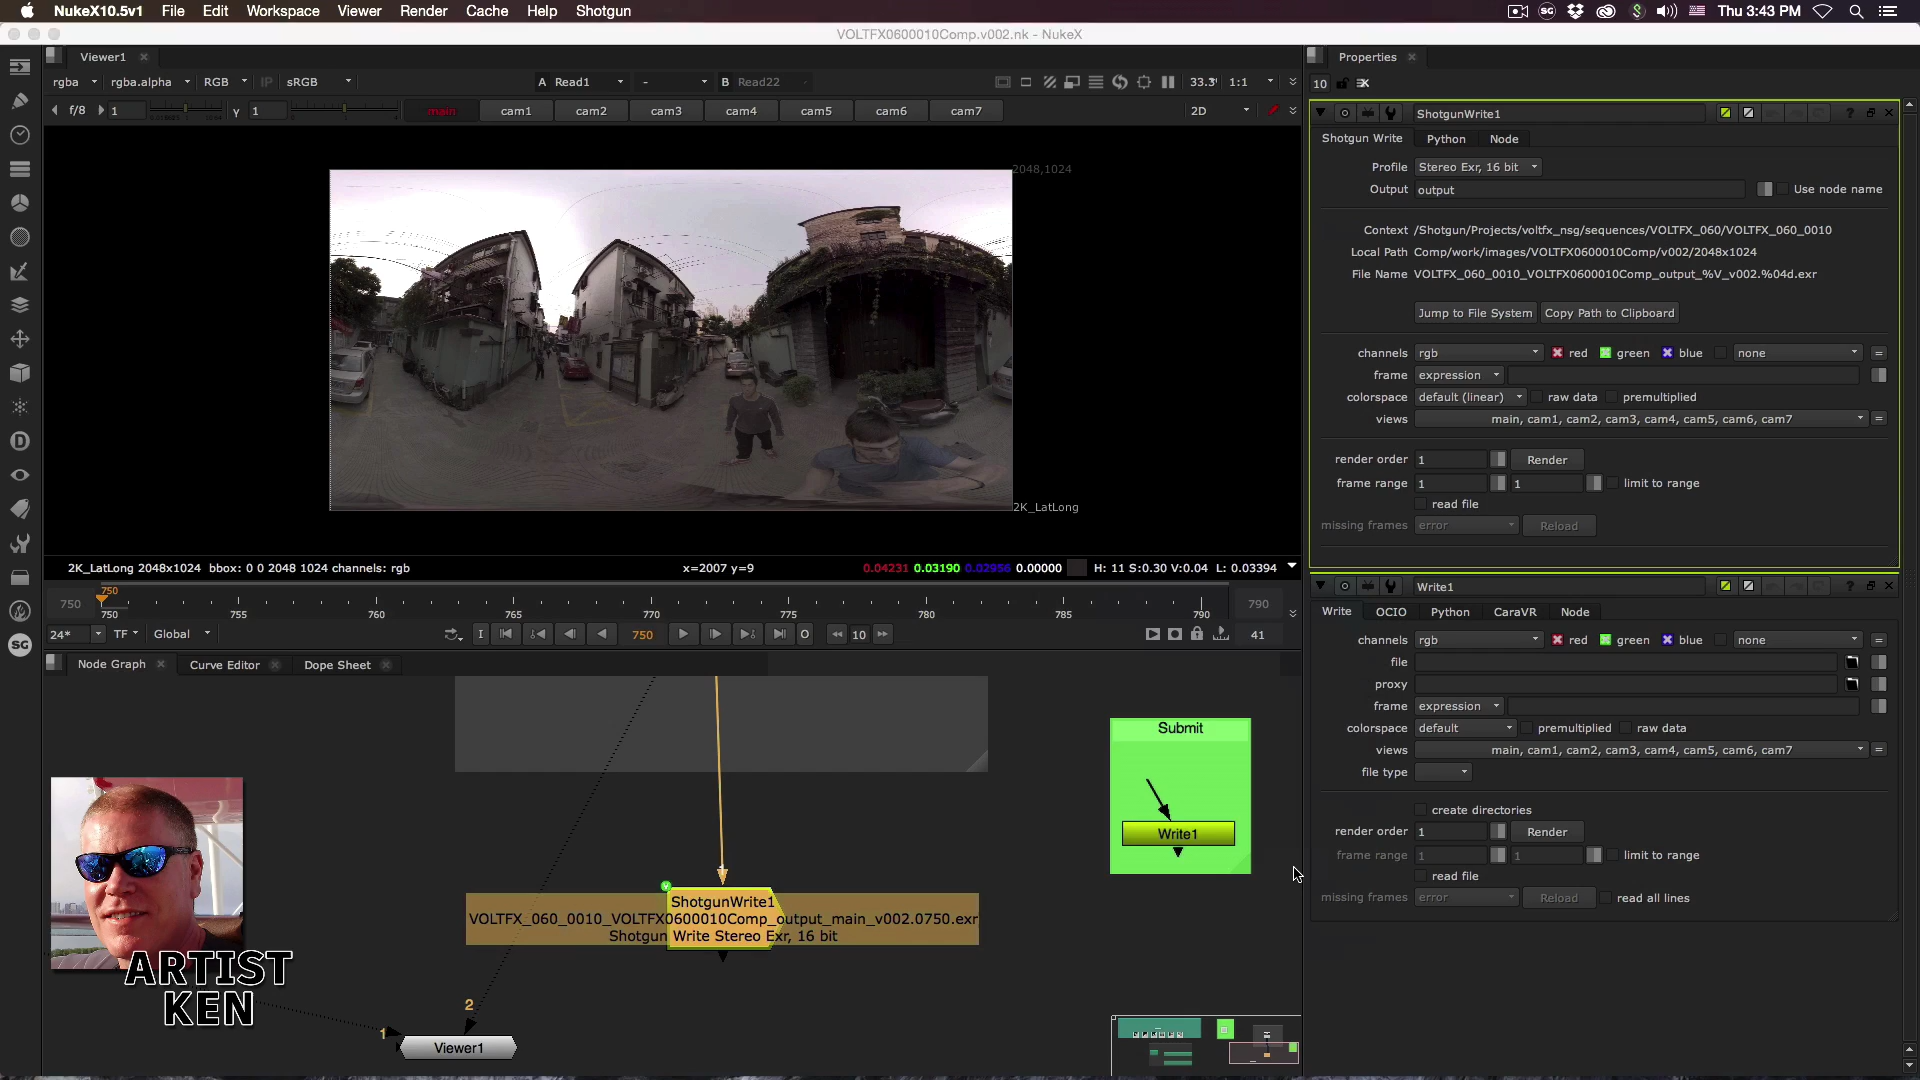 NukeX10.5v1 File Edit Workspace Viewer Render Cache Help Shotgun Thu 3:43 PM
VOLTFX0600010Comp.v002.nk - NukeX
Viewer1
rgba rgba.alpha RGB IP sRGB A Read1 - B Read22 33.3 1:1
f/8 1 y 1 main cam1 cam2 cam3 cam4 cam5 cam6 cam7 2D
2048,1024
2K_LatLong
2K_LatLong 2048x1024 bbox: 0 0 2048 1024 channels: rgb x=2007 y=9 0.04231 0.03190 0.02956 0.00000 H: 11 S:0.30 V:0.04 L: 0.03394
750
750 755 760 765 770 775 780 785 790 790
750
24* TF Global I 750 O 10 41
Node Graph Curve Editor Dope Sheet
Submit
Write1
ShotgunWrite1
VOLTFX_060_0010_VOLTFX0600010Comp_output_main_v002.0750.exr
Shotgun Write Stereo Exr, 16 bit
ARTIST
KEN
2
1
Viewer1
Properties
10
ShotgunWrite1
Shotgun Write Python Node
Profile Stereo Exr, 16 bit
Output output Use node name
Context /Shotgun/Projects/voltfx_nsg/sequences/VOLTFX_060/VOLTFX_060_0010
Local Path Comp/work/images/VOLTFX0600010Comp/v002/2048x1024
File Name VOLTFX_060_0010_VOLTFX0600010Comp_output_%V_v002.%04d.exr
Jump to File System Copy Path to Clipboard
channels rgb red green blue none =
frame expression
colorspace default (linear) raw data premultiplied
views main, cam1, cam2, cam3, cam4, cam5, cam6, cam7 =
render order 1 Render
frame range 1 1 limit to range
read file
missing frames error Reload
Write1
Write OCIO Python CaraVR Node
channels rgb red green blue none =
file
proxy
frame expression
colorspace default premultiplied raw data
views main, cam1, cam2, cam3, cam4, cam5, cam6, cam7 =
file type
create directories
render order 1 Render
frame range 1 1 limit to range
read file
missing frames error Reload read all lines